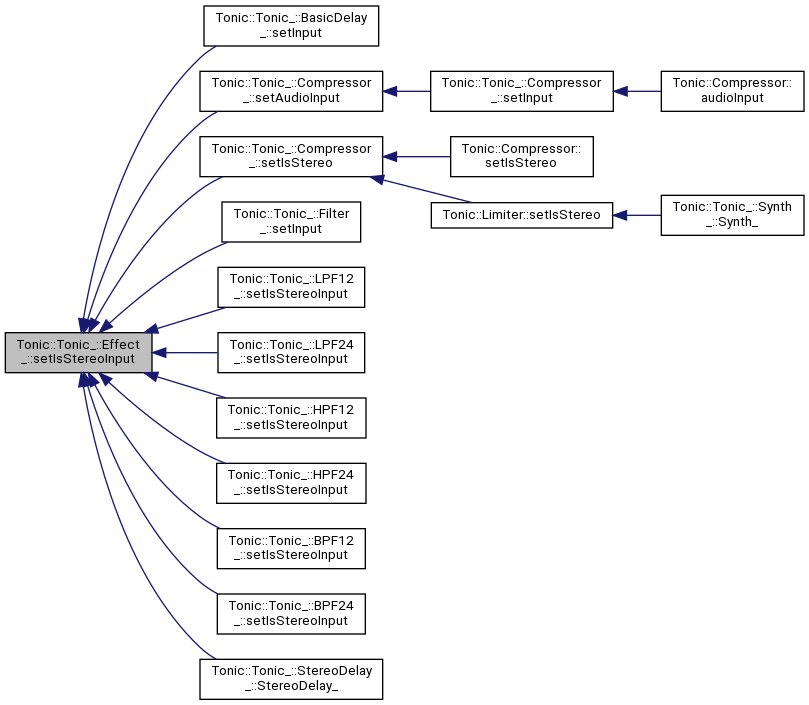 Tonic::Tonic_::BasicDelay
_::setInput
Tonic::Tonic_::Compressor
_::setAudioInput
Tonic::Tonic_::Compressor
_::setInput
Tonic::Compressor::
audioInput
Tonic::Tonic_::Compressor
_::setIsStereo
Tonic::Compressor::
setIsStereo
Tonic::Limiter::setIsStereo
Tonic::Tonic_::Synth
_::Synth_
Tonic::Tonic_::Filter
_::setInput
Tonic::Tonic_::LPF12
_::setIsStereoInput
Tonic::Tonic_::Effect
_::setIsStereoInput
Tonic::Tonic_::LPF24
_::setIsStereoInput
Tonic::Tonic_::HPF12
_::setIsStereoInput
Tonic::Tonic_::HPF24
_::setIsStereoInput
Tonic::Tonic_::BPF12
_::setIsStereoInput
Tonic::Tonic_::BPF24
_::setIsStereoInput
Tonic::Tonic_::StereoDelay
_::StereoDelay_